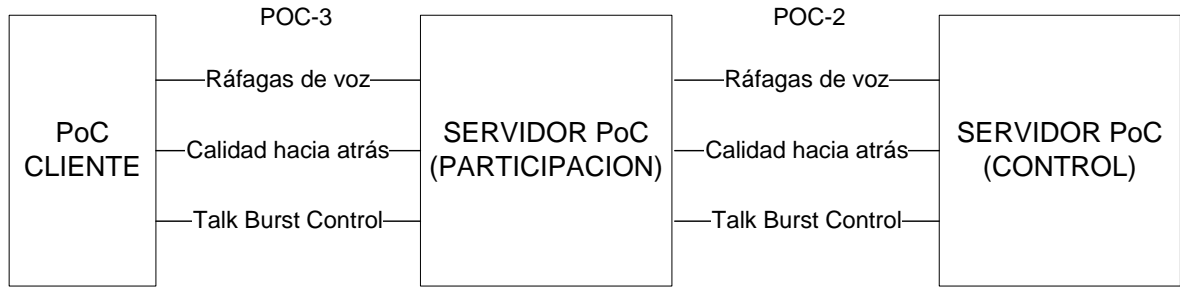 POC-3
POC-2
PoC
CLIENTE
Ráfagas de voz
Calidad hacia atrás
Talk Burst Control
SERVIDOR PoC
(PARTICIPACION)
Ráfagas de voz
Calidad hacia atrás
Talk Burst Control
SERVIDOR PoC
(CONTROL)